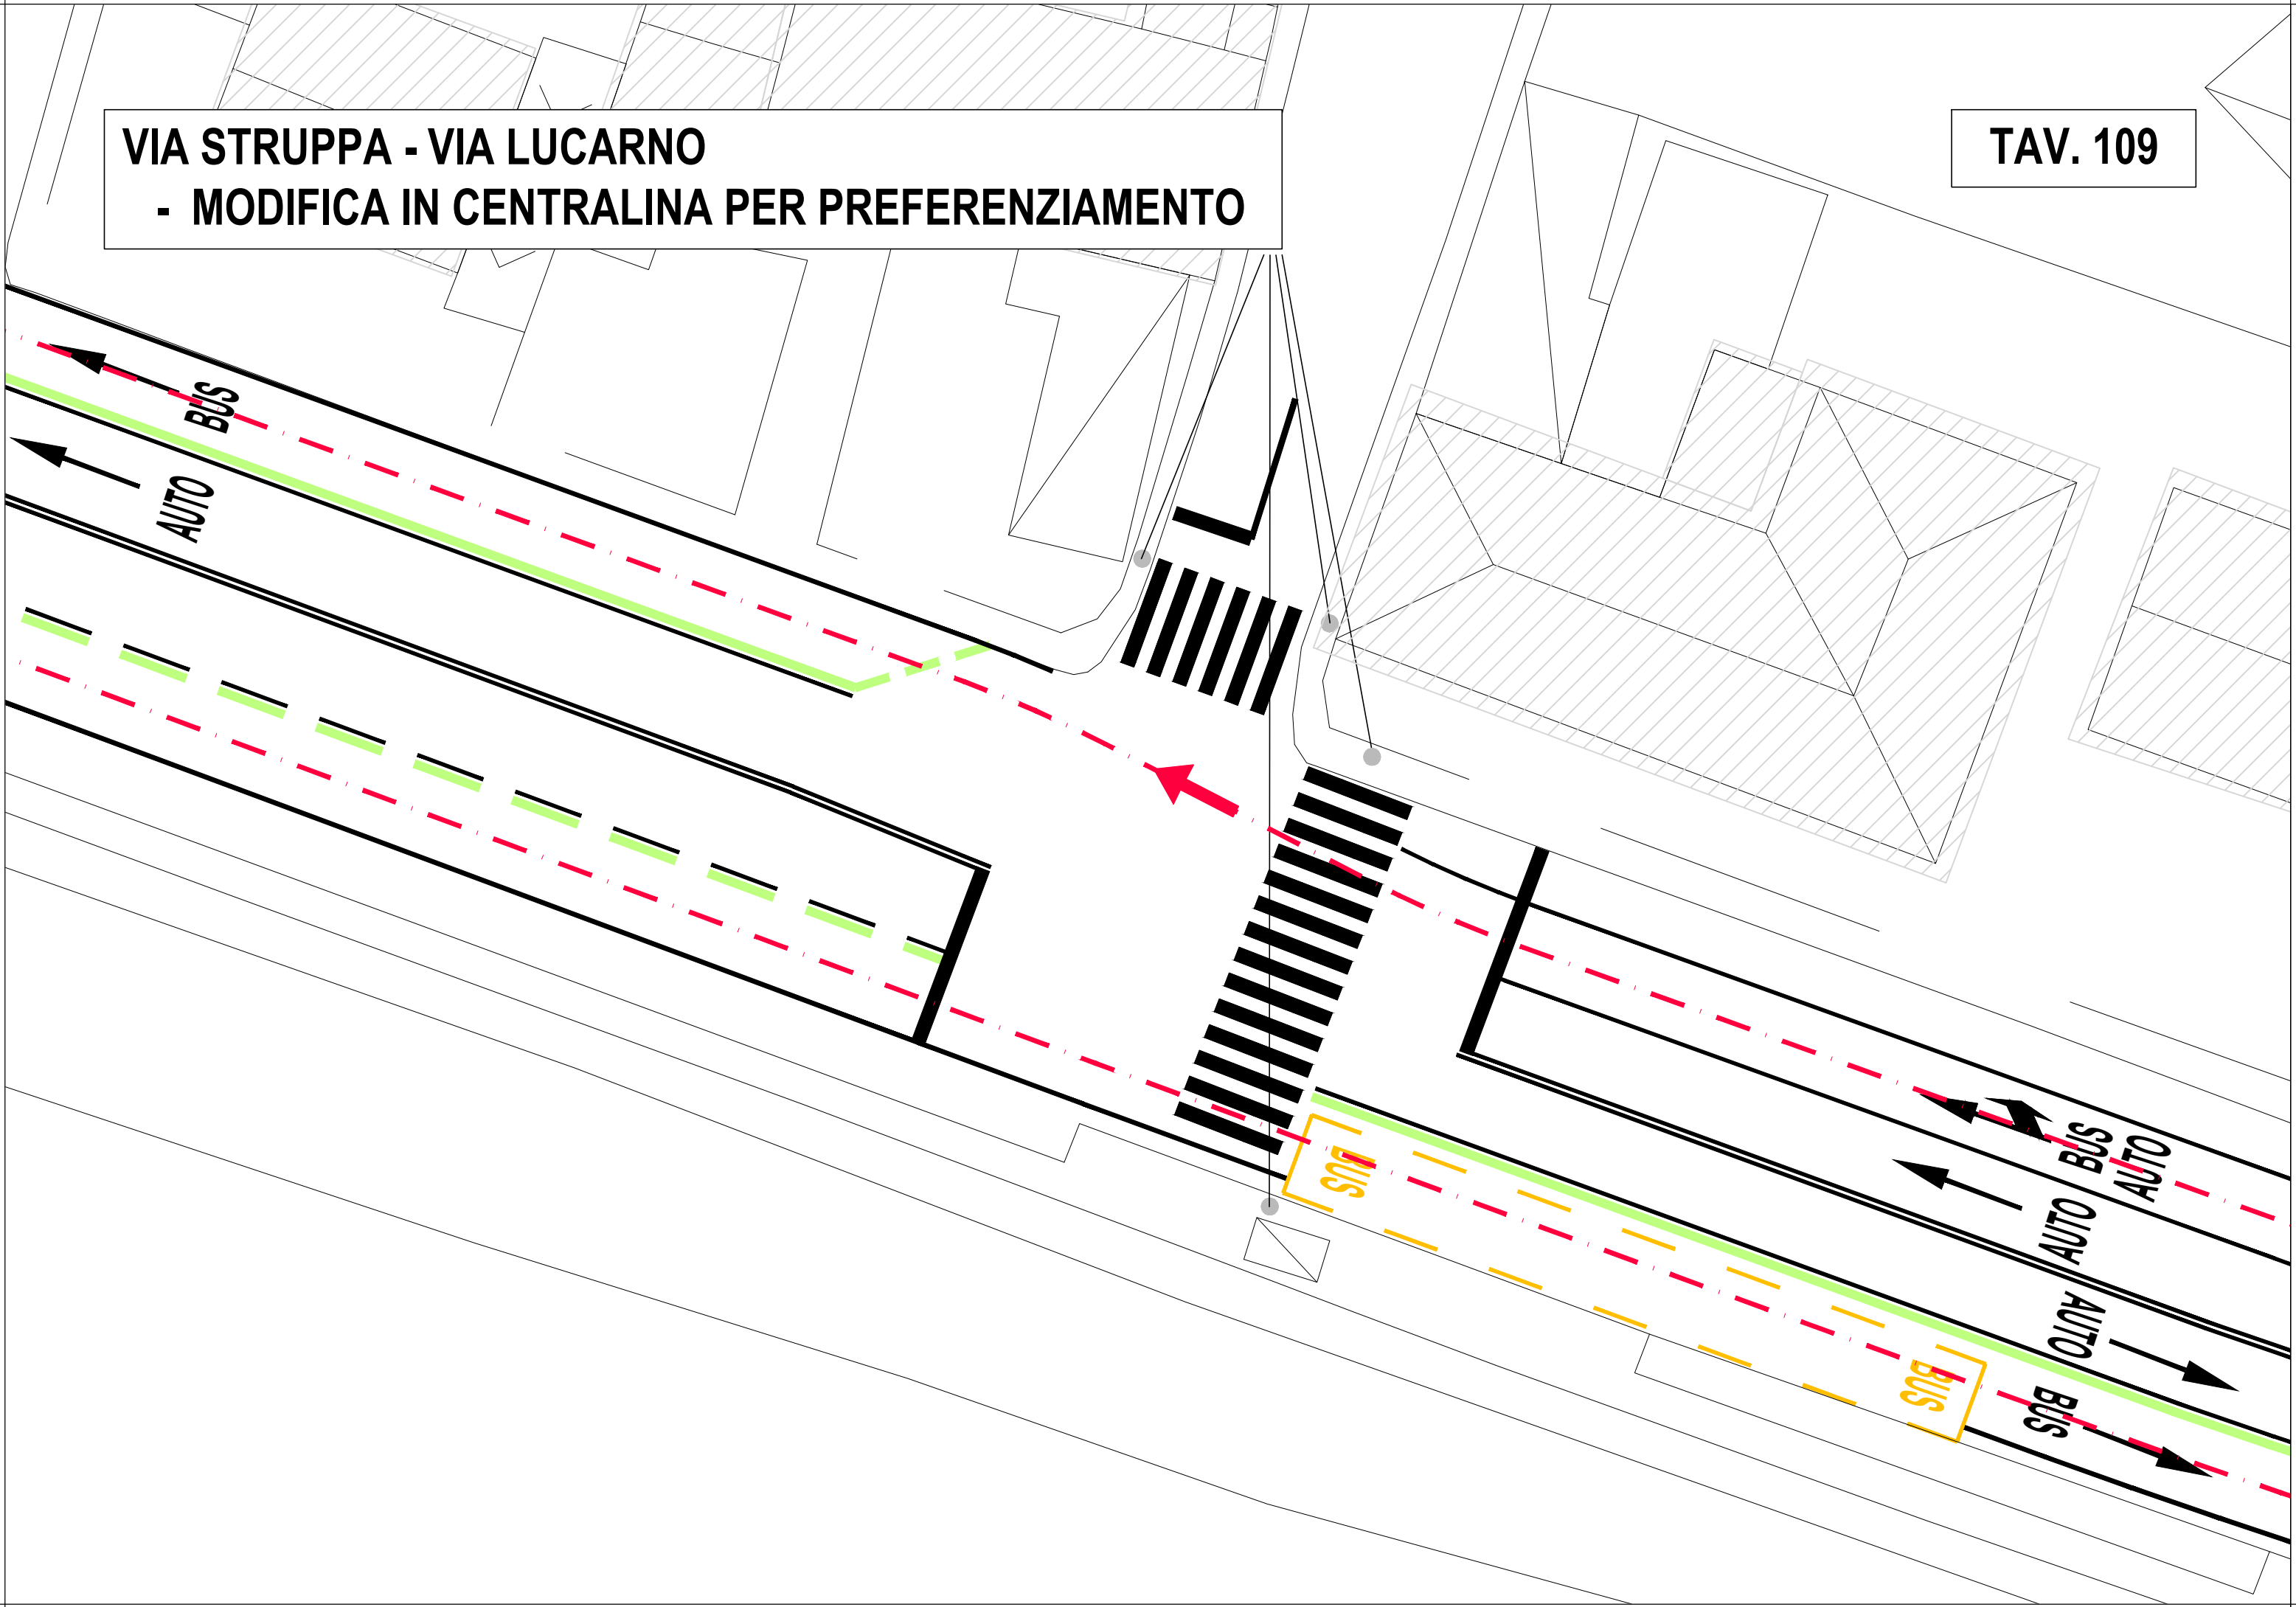 VIA STRUPPA - VIA LUCARNO
- MODIFICA IN CENTRALINA PER PREFERENZIAMENTO
TAV. 109
BUS
AUTO
BUS
BUS
AUTO
AUTO
AUTO
BUS
BUS